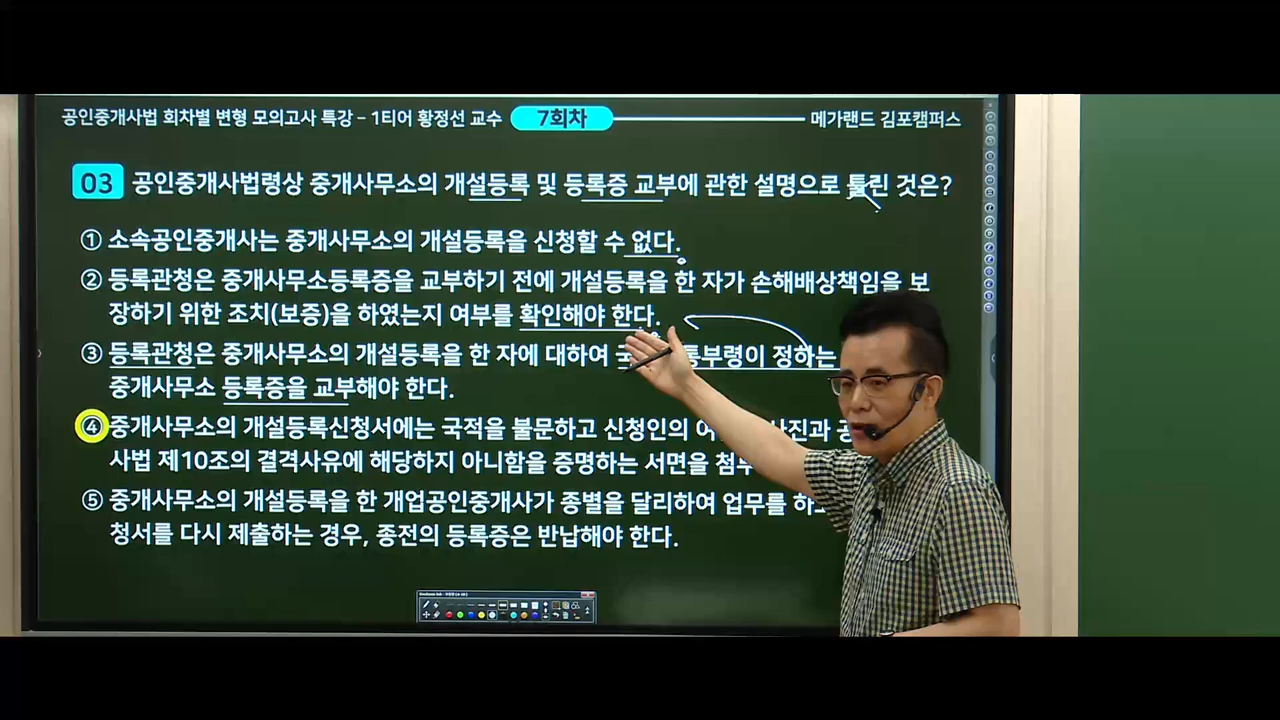 공인중개사법 회차별 변형 모의고사 특강 - 1티어 황정선 교수 7회차 메가랜드 김포캠퍼스
03 공인중개사법령상 중개사무소의 개설등록 및 등록증 교부에 관한 설명으로 틀린 것은?
① 소속공인중개사는 중개사무소의 개설등록을 신청할 수 없다.
② 등록관청은 중개사무소등록증을 교부하기 전에 개설등록을 한 자가 손해배상책임을 보
장하기 위한 조치(보증)을 하였는지 여부를 확인해야 한다.
③ 등록관청은 중개사무소의 개설등록을 한 자에 대하여 정하는
중개사무소 등록증을 교부해야 한다.
④ 중개사무소의 개설등록신청서에는 국적을 불문하고 신청인의
사법 제10조의 결격사유에 해당하지 아니함을 증명하는 서면을
⑤ 중개사무소의 개설등록을 한 개업공인중개사가 종별을 달리하여 업무를
청서를 다시 제출하는 경우, 종전의 등록증은 반납해야 한다.